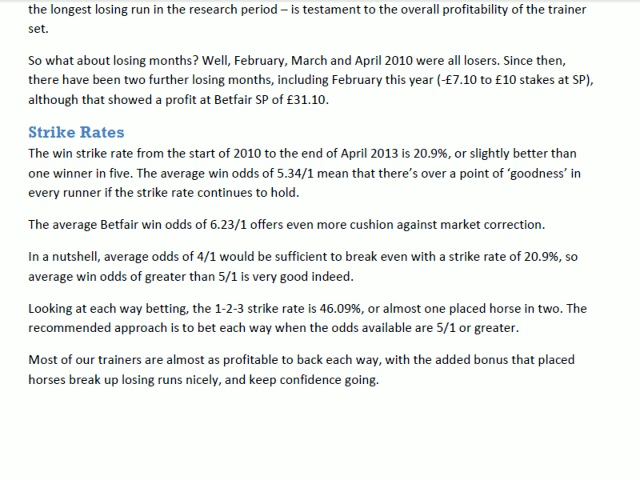 the longest losing run in the research period – is testament to the overall profitability of the trainer
set.
So what about losing months? Well, February, March and April 2010 were all losers. Since then,
there have been two further losing months, including February this year (-£7.10 to £10 stakes at SP),
although that showed a profit at Betfair SP of £31.10.
Strike Rates
The win strike rate from the start of 2010 to the end of April 2013 is 20.9%, or slightly better than
one winner in five. The average win odds of 5.34/1 mean that there's over a point of 'goodness' in
every runner if the strike rate continues to hold.
The average Betfair win odds of 6.23/1 offers even more cushion against market correction.
In a nutshell, average odds of 4/1 would be sufficient to break even with a strike rate of 20.9%, so
average win odds of greater than 5/1 is very good indeed.
Looking at each way betting, the 1-2-3 strike rate is 46.09%, or almost one placed horse in two. The
recommended approach is to bet each way when the odds available are 5/1 or greater.
Most of our trainers are almost as profitable to back each way, with the added bonus that placed
horses break up losing runs nicely, and keep confidence going.